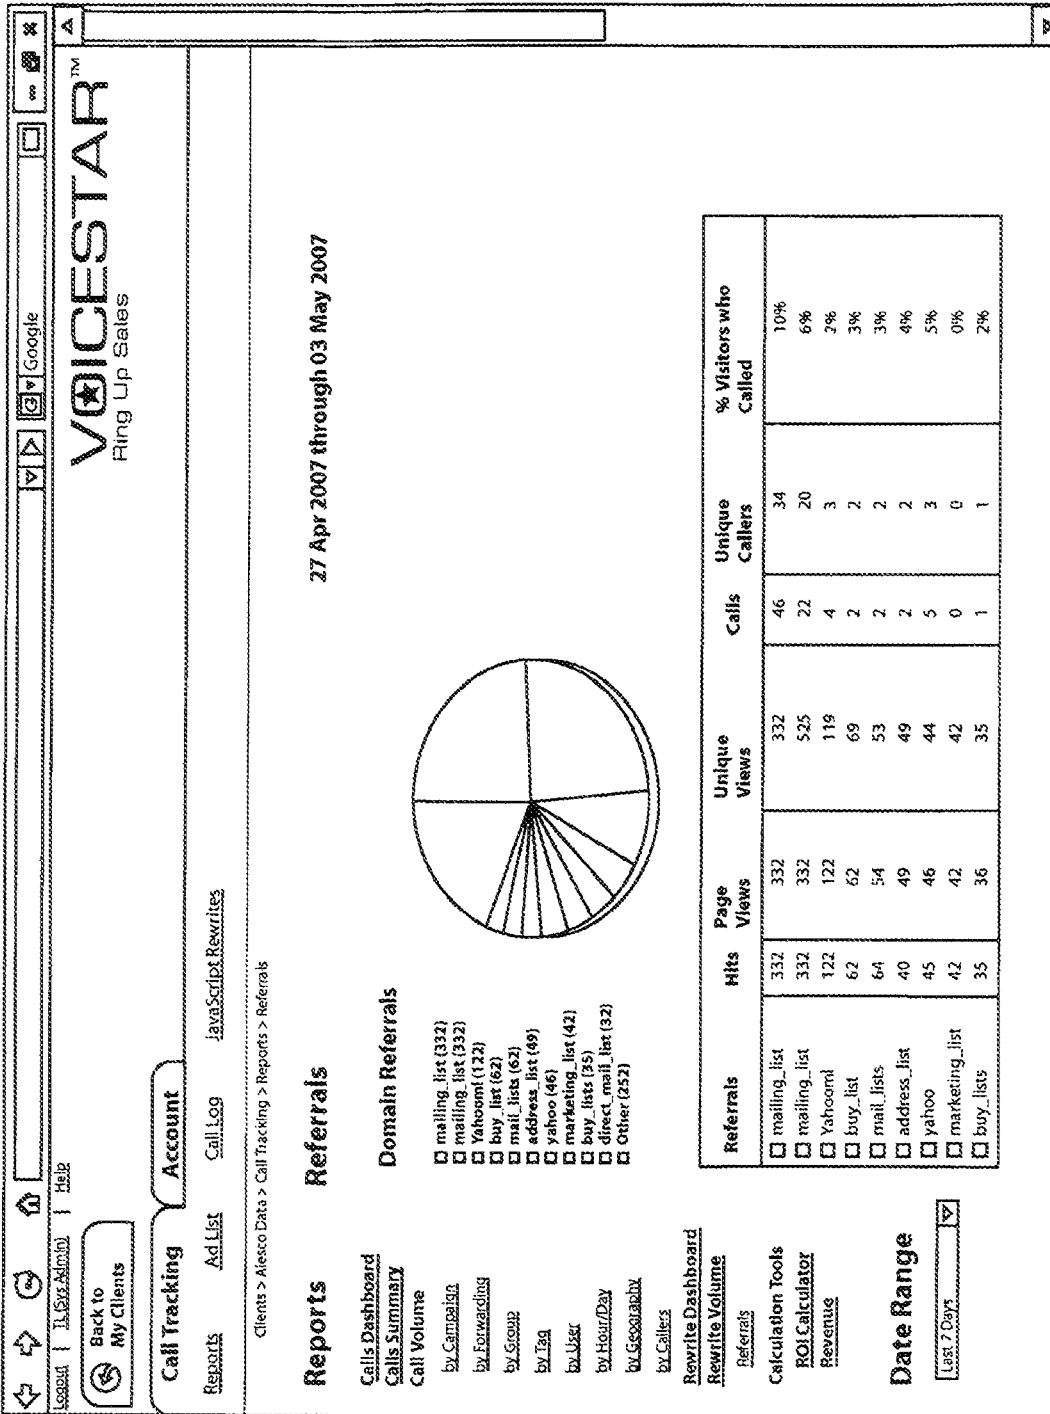 Google
Logout | TL (Sys Admin) | Help
Back to
My Clients
VOICESTAR™
Ring Up Sales
Call Tracking
Account
Reports
Ad List
Call Log
JavaScript Rewrites
Clients > Alesco Data > Call Tracking > Reports > Referrals
Reports
Calls Dashboard
Calls Summary
Call Volume
by Campaign
by Forwarding
by Group
by Tag
by User
by Hour/Day
by Geography
by Callers
Rewrite Dashboard
Rewrite Volume
Referrals
Calculation Tools
ROI Calculator
Revenue
Date Range
Last 7 Days
Referrals
27 Apr 2007 through 03 May 2007
Domain Referrals
mailing_list (332)
mailing_list (332)
Yahooml (122)
buy_list (62)
mail_lists (62)
address_list (49)
yahoo (46)
marketing_list (42)
buy_lists (35)
direct_mail_list (32)
Other (252)
Referrals Hits Page Views Unique Views Calls Unique Callers % Visitors who Called
mailing_list 332 332 332 46 34 10%
mailing_list 332 332 525 22 20 6%
Yahooml 122 122 119 4 3 2%
buy_list 62 62 69 2 2 3%
mail_lists 64 54 53 2 2 3%
address_list 40 49 49 2 2 4%
yahoo 45 46 44 5 3 5%
marketing_list 42 42 42 0 0 0%
buy_lists 35 36 35 1 1 2%